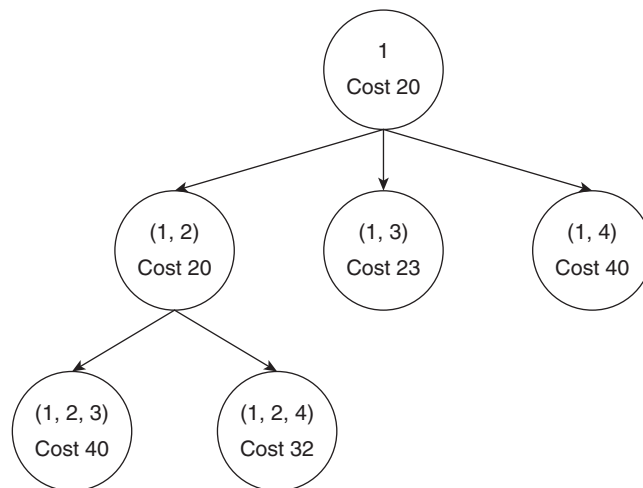 1
Cost 20
(1, 2)
Cost 20
(1, 3)
Cost 23
(1, 4)
Cost 40
(1, 2, 3)
Cost 40
(1, 2, 4)
Cost 32